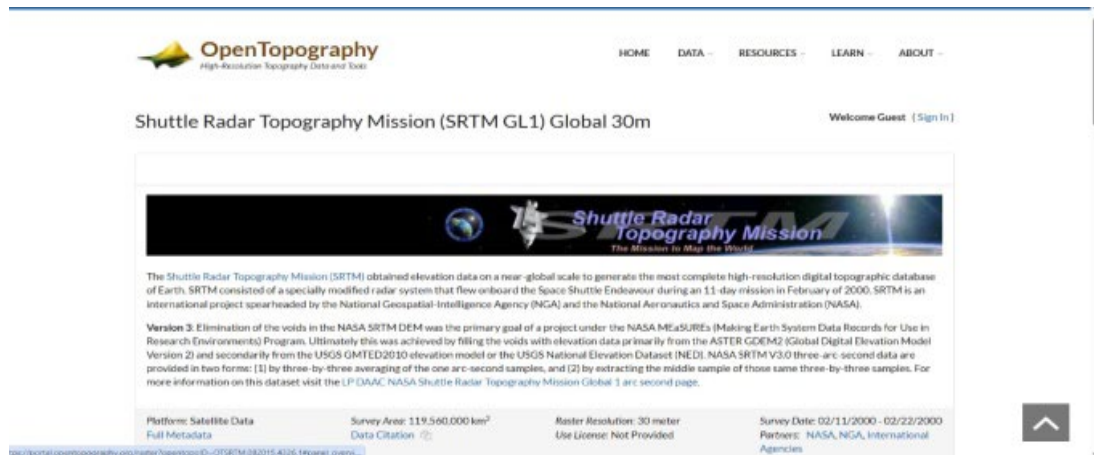 OpenTopography
High-Resolution Topography Data and Tools
HOME DATA RESOURCES LEARN ABOUT
Shuttle Radar Topography Mission (SRTM GL1) Global 30m
Welcome Guest (Sign In)
SRTM
Shuttle Radar
Topography Mission
The Mission to Map the World
The Shuttle Radar Topography Mission (SRTM) obtained elevation data on a near-global scale to generate the most complete high-resolution digital topographic database
of Earth. SRTM consisted of a specially modified radar system that flew onboard the Space Shuttle Endeavour during an 11-day mission in February of 2000. SRTM is an
international project spearheaded by the National Geospatial-Intelligence Agency (NGA) and the National Aeronautics and Space Administration (NASA).
Version 3: Elimination of the voids in the NASA SRTM DEM was the primary goal of a project under the NASA MEaSUREs (Making Earth System Data Records for Use in
Research Environments) Program. Ultimately this was achieved by filling the voids with elevation data primarily from the ASTER GDEM2 (Global Digital Elevation Model
Version 2) and secondarily from the USGS GMTED2010 elevation model or the USGS National Elevation Dataset (NED). NASA SRTM V3.0 three-arc-second data are
provided in two forms: (1) by three-by-three averaging of the one arc-second samples, and (2) by extracting the middle sample of those same three-by-three samples. For
more information on this dataset visit the LP DAAC NASA Shuttle Radar Topography Mission Global 1 arc second page.
Platform: Satellite Data Survey Area: 119,560,000 km² Raster Resolution: 30 meter Survey Date: 02/11/2000 - 02/22/2000
Full Metadata Data Citation Use License: Not Provided Partners: NASA, NGA, International
Agencies